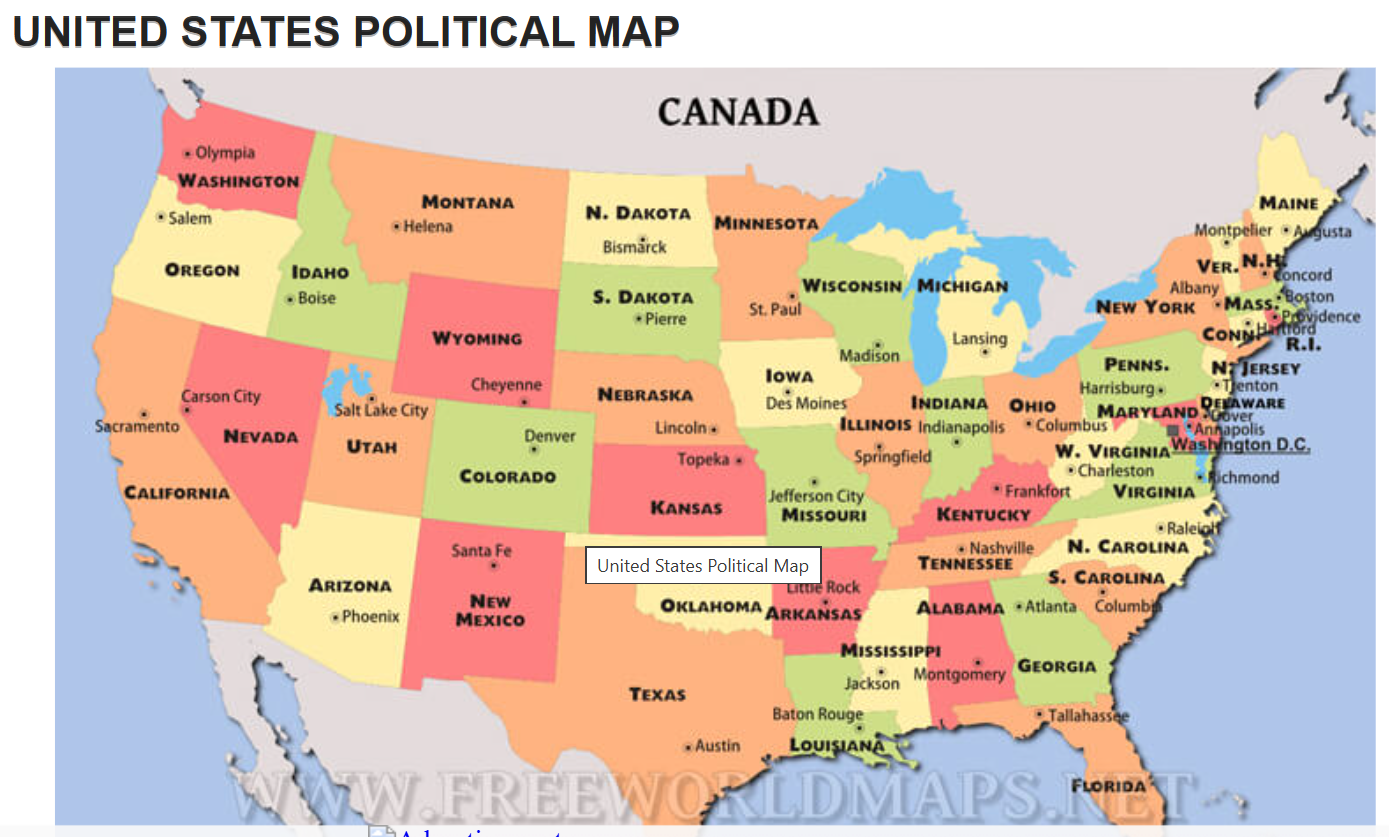 UNITED STATES POLITICAL MAP
CANADA
Olympia
WASHINGTON
MONTANA
Helena
N. DAKOTA
Bismarck
MINNESOTA
St. Paul
MAINE
Augusta
Montpelier
VER.
N.H.
Concord
Salem
OREGON
IDAHO
Boise
S. DAKOTA
Pierre
WISCONSIN
Madison
MICHIGAN
Lansing
Albany
NEW YORK
MASS.
Boston
Providence
CONN.
Hartford
R.I.
WYOMING
Cheyenne
IOWA
Des Moines
PENNS.
Harrisburg
N. JERSEY
Trenton
Carson City
NEVADA
Sacramento
CALIFORNIA
Salt Lake City
UTAH
Denver
COLORADO
NEBRASKA
Lincoln
Topeka
KANSAS
ILLINOIS
Springfield
INDIANA
Indianapolis
OHIO
Columbus
MARYLAND
DELAWARE
Dover
Annapolis
Washington D.C.
W. VIRGINIA
Charleston
VIRGINIA
Richmond
Jefferson City
MISSOURI
Frankfort
KENTUCKY
Santa Fe
NEW
MEXICO
ARIZONA
Phoenix
United States Political Map
OKLAHOMA
Little Rock
ARKANSAS
Nashville
TENNESSEE
Raleigh
N. CAROLINA
S. CAROLINA
Columbia
ALABAMA
Montgomery
Atlanta
GEORGIA
MISSISSIPPI
Jackson
TEXAS
Austin
Baton Rouge
LOUISIANA
Tallahassee
FLORIDA
WWW.FREEWORLDMAPS.NET